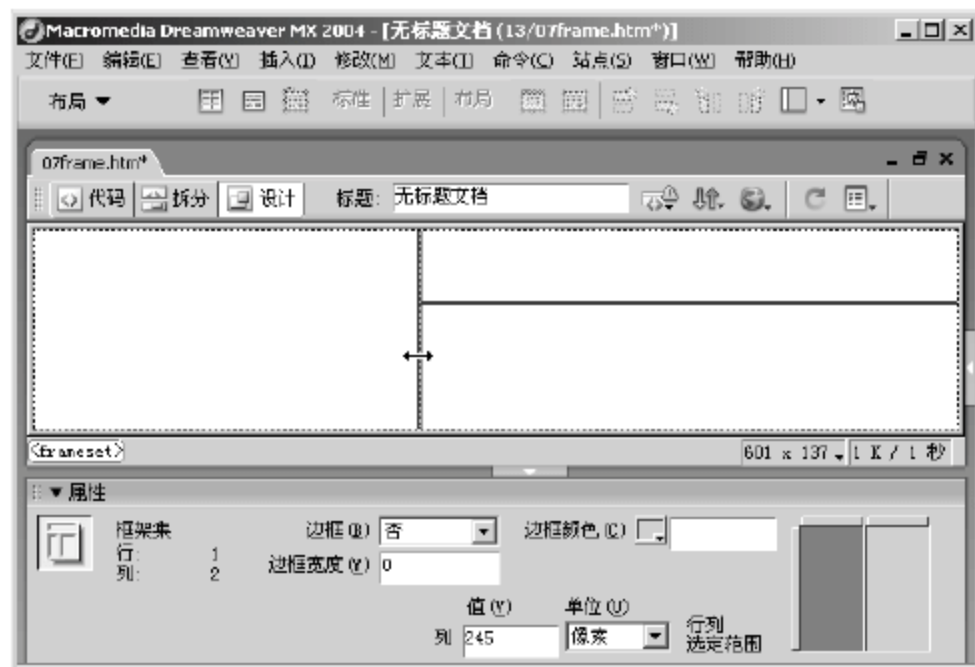 Macromedia Dreamweaver MX 2004 - [无标题文档 (13/07frame.htm*)]
文件(F) 编辑(E) 查看(V) 插入(I) 修改(M) 文本(T) 命令(C) 站点(S) 窗口(W) 帮助(H)
布局 标准 扩展 布局
07frame.htm*
代码 拆分 设计 标题: 无标题文档
<frameset> 601 x 137 1 K / 1 秒
属性
框架集 边框(B) 否 边框颜色(C)
行: 1
列: 2 边框宽度(Y) 0
值(V) 单位(U)
列 245 像素 行列
选定范围